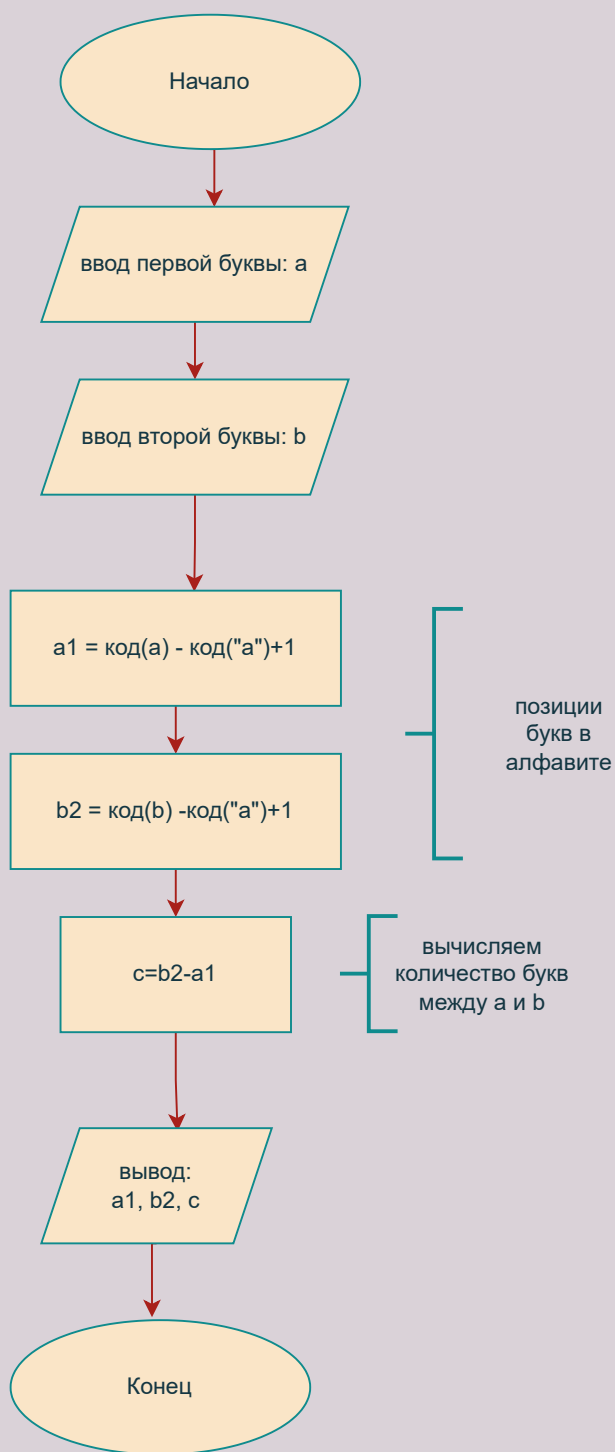 Начало
ввод первой буквы: a
ввод второй буквы: b
a1 = код(a) - код("a")+1
позиции
букв в
алфавите
b2 = код(b) -код("a")+1
c=b2-a1
вычисляем
количество букв
между a и b
вывод:
a1, b2, c
Конец